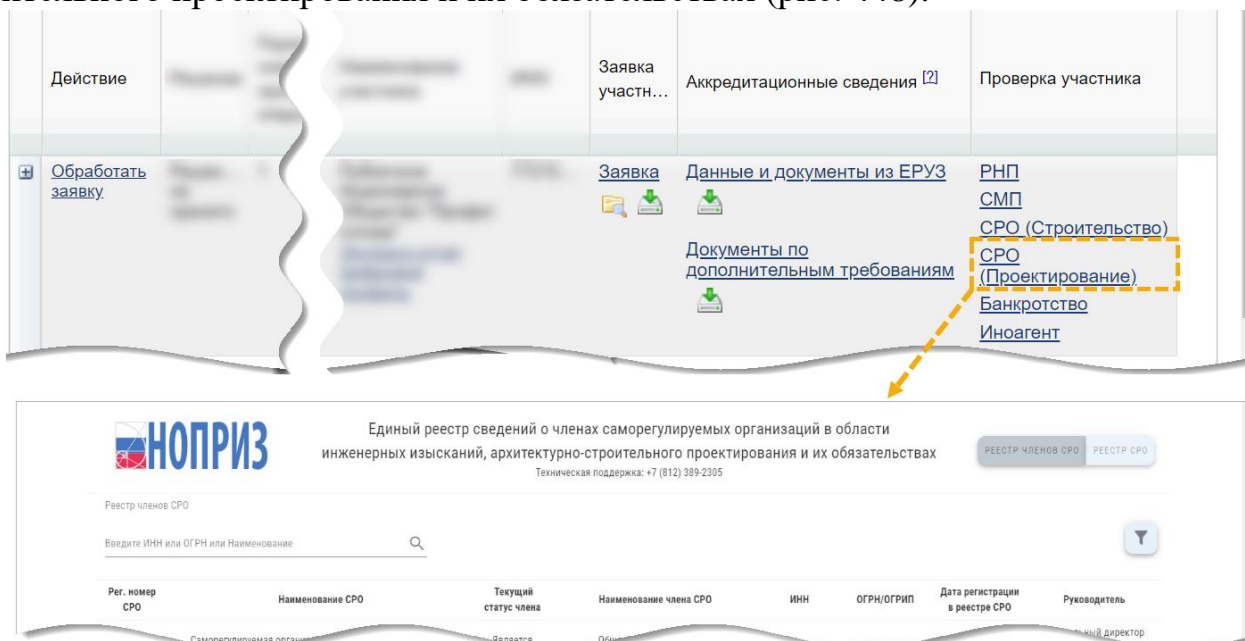 ительного проектирования и их обязательствах (рис. 448).
Действие
Заявка
участн...
Аккредитационные сведения [?]
Проверка участника
Обработать
заявку
Заявка
Данные и документы из ЕРУЗ
Документы по
дополнительным требованиям
РНП
СМП
СРО (Строительство)
СРО
(Проектирование)
Банкротство
Иноагент
НОПРИЗ
Единый реестр сведений о членах саморегулируемых организаций в области
инженерных изысканий, архитектурно-строительного проектирования и их обязательствах
Техническая поддержка: +7 (812) 389-2305
РЕЕСТР ЧЛЕНОВ СРО
РЕЕСТР СРО
Реестр членов СРО
Введите ИНН или ОГРН или Наименование
Рег. номер
СРО
Наименование СРО
Текущий
статус члена
Наименование члена СРО
ИНН
ОГРН/ОГРИП
Дата регистрации
в реестре СРО
Руководитель
Саморегулируемая
Является
директор